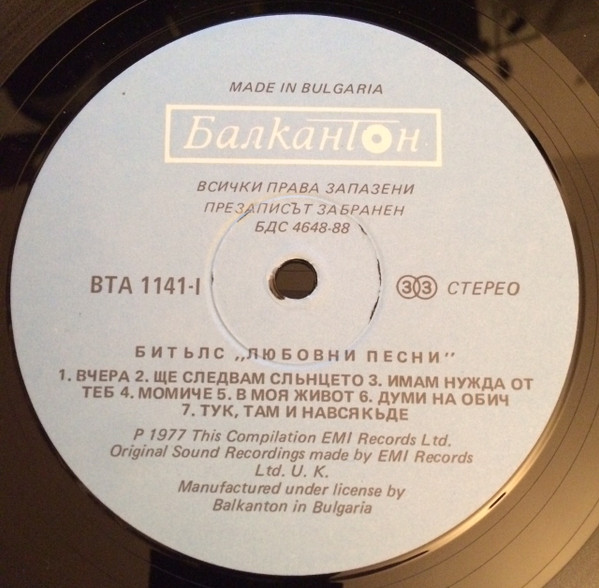 MADE IN BULGARIA
Балкантон
ВСИЧКИ ПРАВА ЗАПАЗЕНИ
ПРЕЗАПИСЪТ ЗАБРАНЕН
БДС 4648-88
ВТА 1141-I
33 СТЕРЕО
БИТЪЛС „ЛЮБОВНИ ПЕСНИ"
1. ВЧЕРА 2. ЩЕ СЛЕДВАМ СЛЪНЦЕТО 3. ИМАМ НУЖДА ОТ
ТЕБ 4. МОМИЧЕ 5. В МОЯ ЖИВОТ 6. ДУМИ НА ОБИЧ
7. ТУК, ТАМ И НАВСЯКЪДЕ
P 1977 This Compilation EMI Records Ltd.
Original Sound Recordings made by EMI Records
Ltd. U. K.
Manufactured under license by
Balkanton in Bulgaria